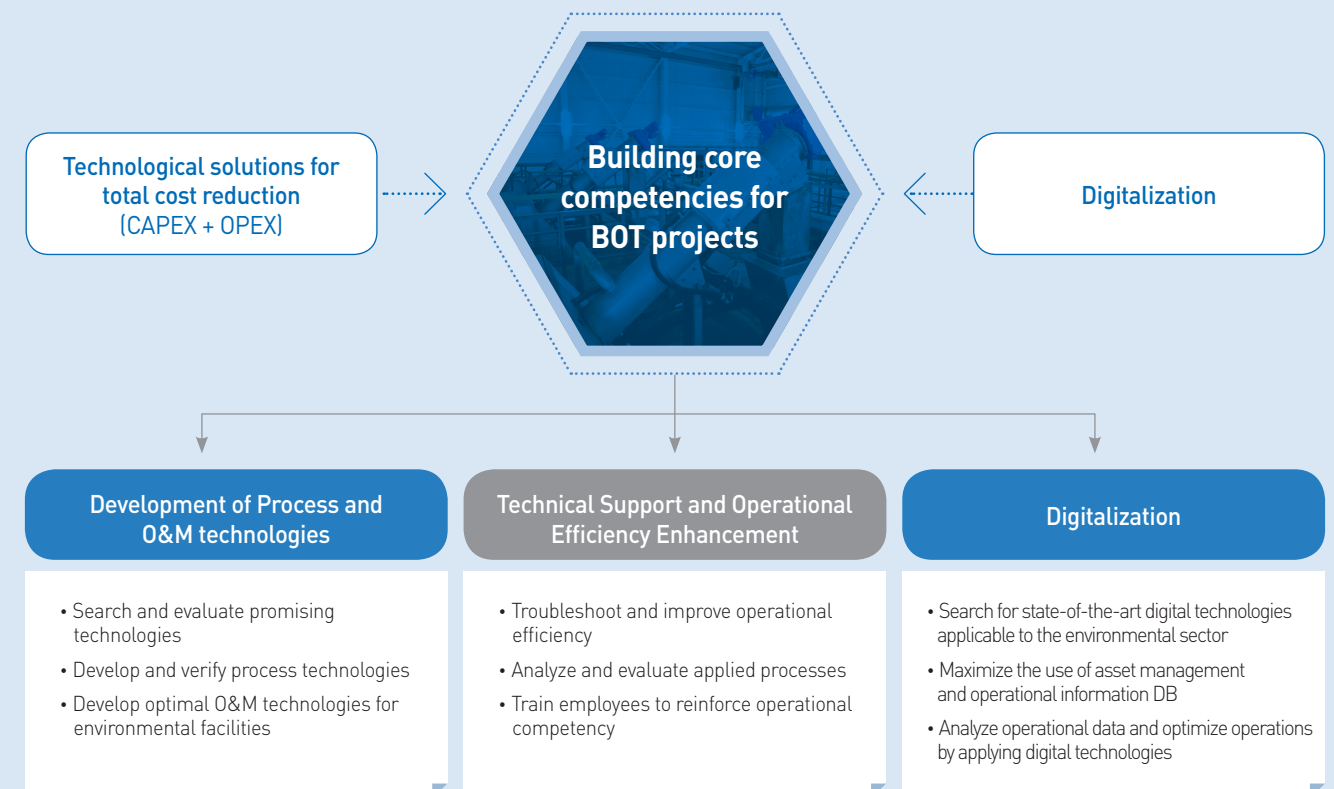 Technological solutions for
total cost reduction
(CAPEX + OPEX)
Building core
competencies for
BOT projects
Digitalization
Development of Process and
O&M technologies
• Search and evaluate promising
technologies
• Develop and verify process technologies
• Develop optimal O&M technologies for
environmental facilities
Technical Support and Operational
Efficiency Enhancement
• Troubleshoot and improve operational
efficiency
• Analyze and evaluate applied processes
• Train employees to reinforce operational
competency
Digitalization
• Search for state-of-the-art digital technologies
applicable to the environmental sector
• Maximize the use of asset management
and operational information DB
• Analyze operational data and optimize operations
by applying digital technologies